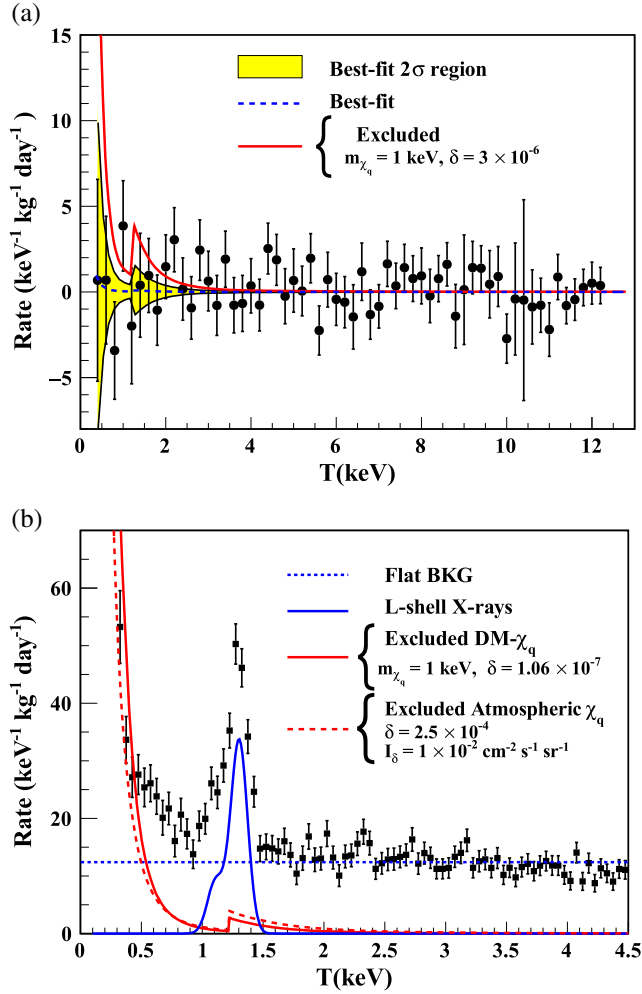 (a)
15
10
5
0
−5
0 2 4 6 8 10 12
T(keV)
Rate (keV⁻¹ kg⁻¹ day⁻¹)
Best-fit 2σ region
Best-fit
Excluded
m_χq = 1 keV, δ = 3 × 10⁻⁶
(b)
60
40
20
0
0 0.5 1 1.5 2 2.5 3 3.5 4 4.5
T(keV)
Rate (keV⁻¹ kg⁻¹ day⁻¹)
Flat BKG
L-shell X-rays
Excluded DM-χq
m_χq = 1 keV, δ = 1.06 × 10⁻⁷
Excluded Atmospheric χq
δ = 2.5 × 10⁻⁴
I_δ = 1 × 10⁻² cm⁻² s⁻¹ sr⁻¹